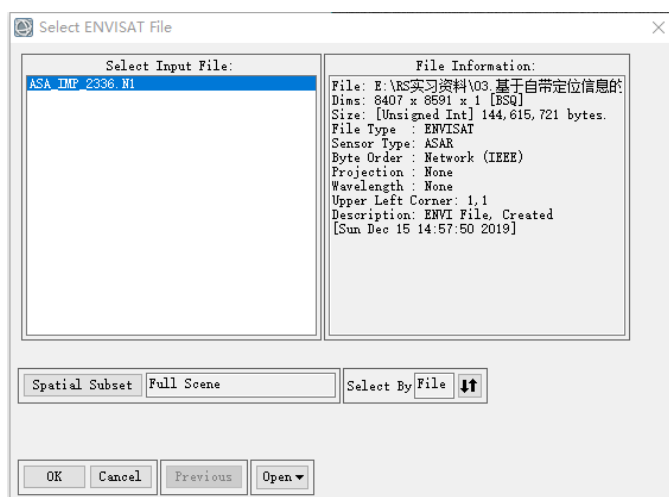 Select ENVISAT File
Select Input File:
ASA_IMP_2336.N1
File Information:
File: E:\RS实习资料\03.基于自带定位信息的
Dims: 8407 x 8591 x 1 [BSQ]
Size: [Unsigned Int] 144,615,721 bytes.
File Type  : ENVISAT
Sensor Type: ASAR
Byte Order : Network (IEEE)
Projection : None
Wavelength : None
Upper Left Corner: 1,1
Description: ENVI File, Created
[Sun Dec 15 14:57:50 2019]
Spatial Subset Full Scene
Select By File
OK Cancel Previous Open